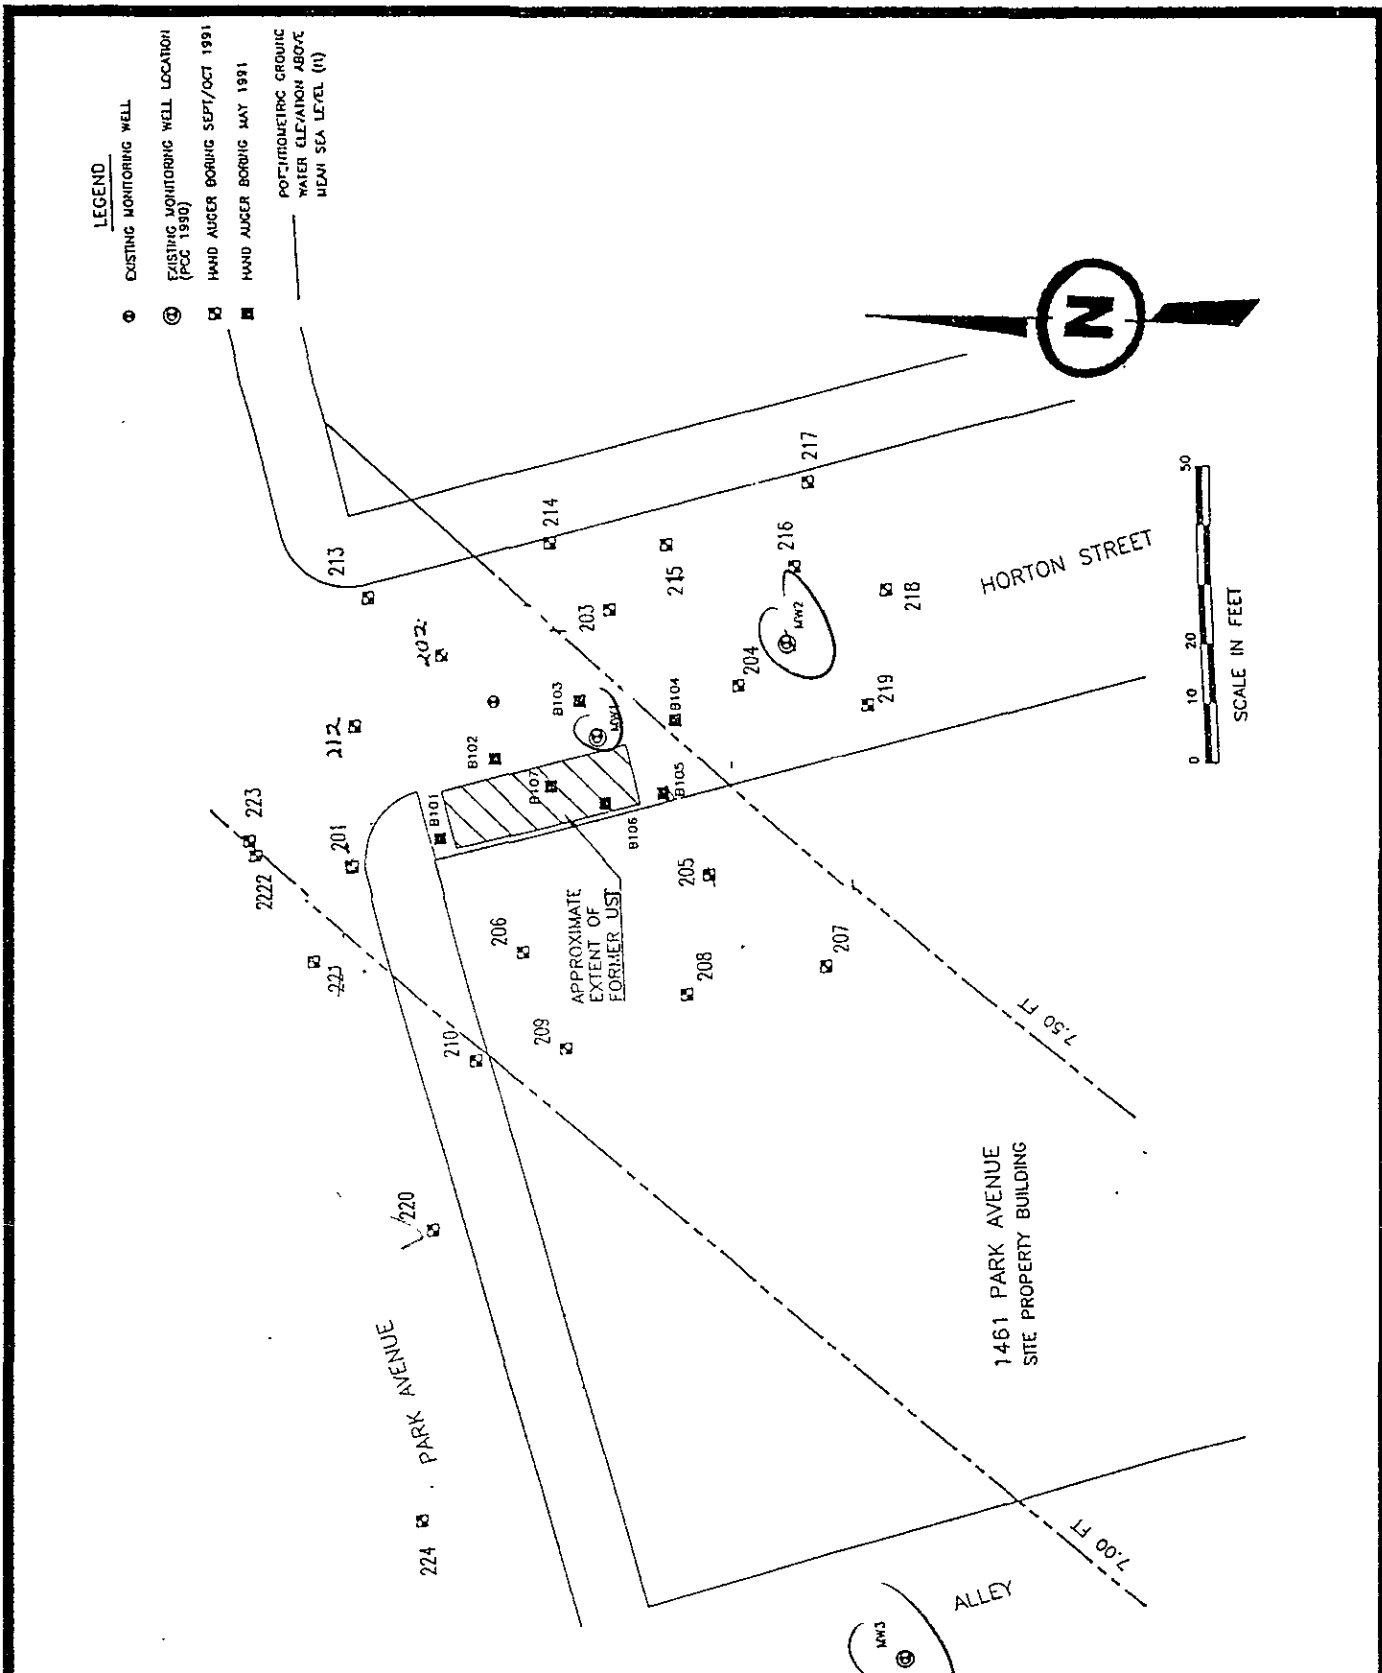 LEGEND
EXISTING MONITORING WELL
EXISTING MONITORING WELL LOCATION
(PCC 1990)
HAND AUGER BORING SEPT/OCT 1991
HAND AUGER BORING MAY 1991
POTENTIOMETRIC GROUND
WATER ELEVATION ABOVE
MEAN SEA LEVEL (ft)
N
213
214
217
202
203
215
216
218
HORTON STREET
212
B102
B103
MW1
B104
204
MW2
219
223
2222
201
B101
B107
B106
B105
205
221
206
APPROXIMATE
EXTENT OF
FORMER UST
208
207
210
209
7.50 FT
220
PARK AVENUE
224
1461 PARK AVENUE
SITE PROPERTY BUILDING
7.00 FT
ALLEY
MW3
0
10
20
50
SCALE IN FEET